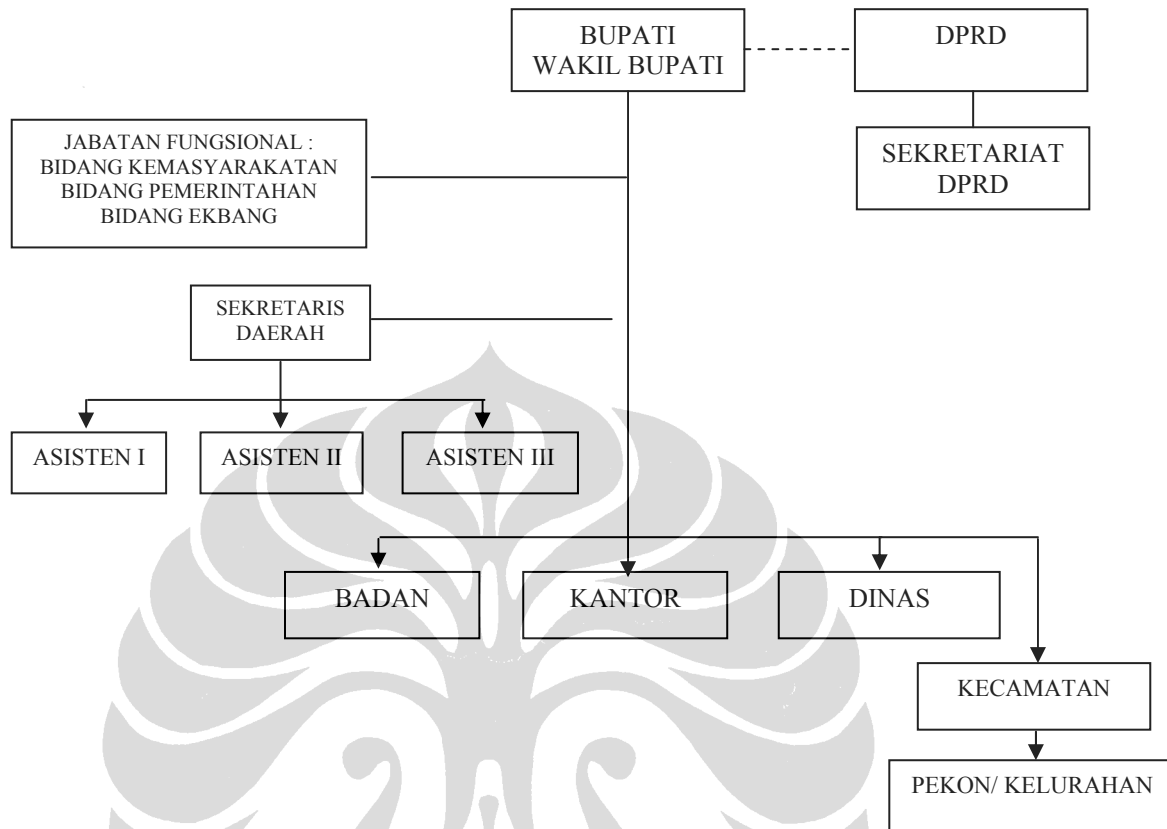 BUPATI
WAKIL BUPATI
DPRD
SEKRETARIAT
DPRD
JABATAN FUNGSIONAL :
BIDANG KEMASYARAKATAN
BIDANG PEMERINTAHAN
BIDANG EKBANG
SEKRETARIS
DAERAH
ASISTEN I
ASISTEN II
ASISTEN III
BADAN
KANTOR
DINAS
KECAMATAN
PEKON/ KELURAHAN